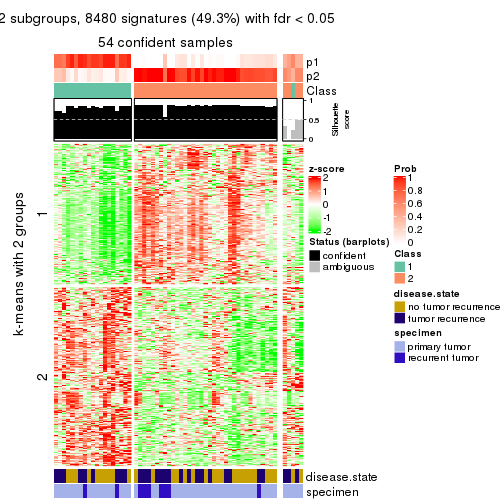 2 subgroups, 8480 signatures (49.3%) with fdr < 0.05
54 confident samples
p1
p2
Class
1
0.5
0
Silhouette
score
k-means with 2 groups
1
2
z-score
2
1
0
-1
-2
Status (barplots)
confident
ambiguous
Prob
1
0.8
0.6
0.4
0.2
0
Class
1
2
disease.state
no tumor recurrence
tumor recurrence
specimen
primary tumor
recurrent tumor
disease.state
specimen